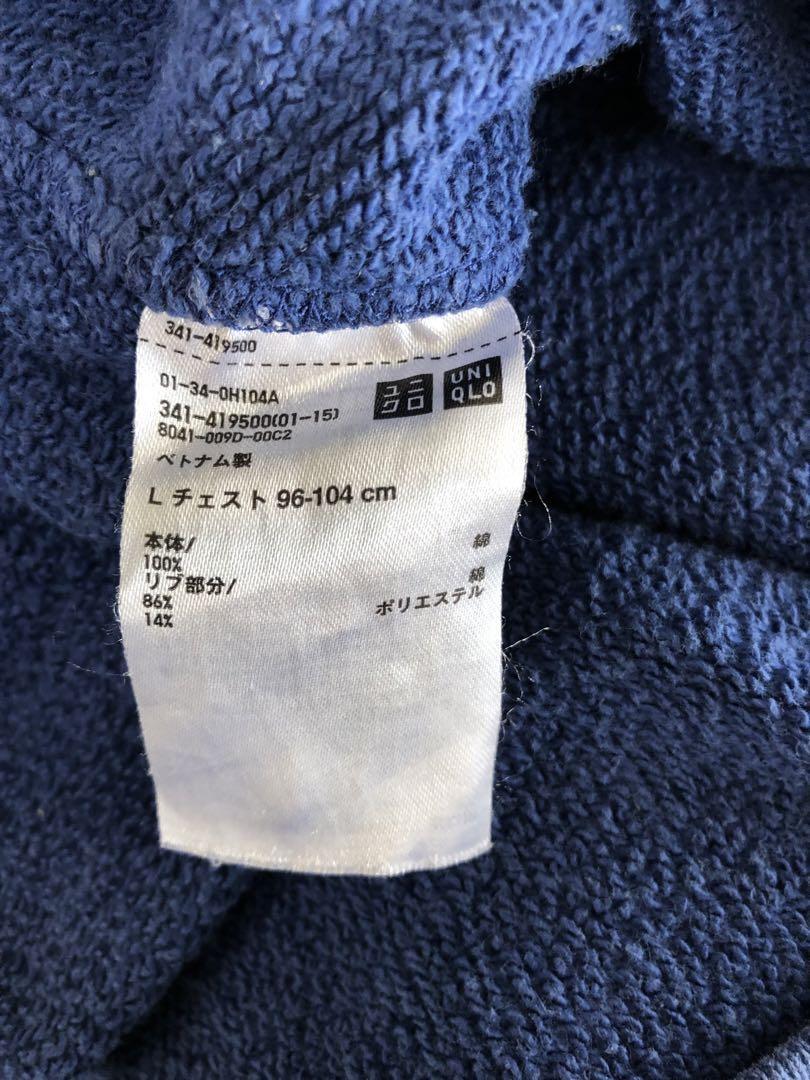 341-419500
01-34-0H104A
ユニクロ UNIQLO
341-419500(01-15)
8041-009D-00C2
ベトナム製
L チェスト 96-104 cm
本体/ 綿
100%
リブ部分/ 綿
86% ポリエステル
14%